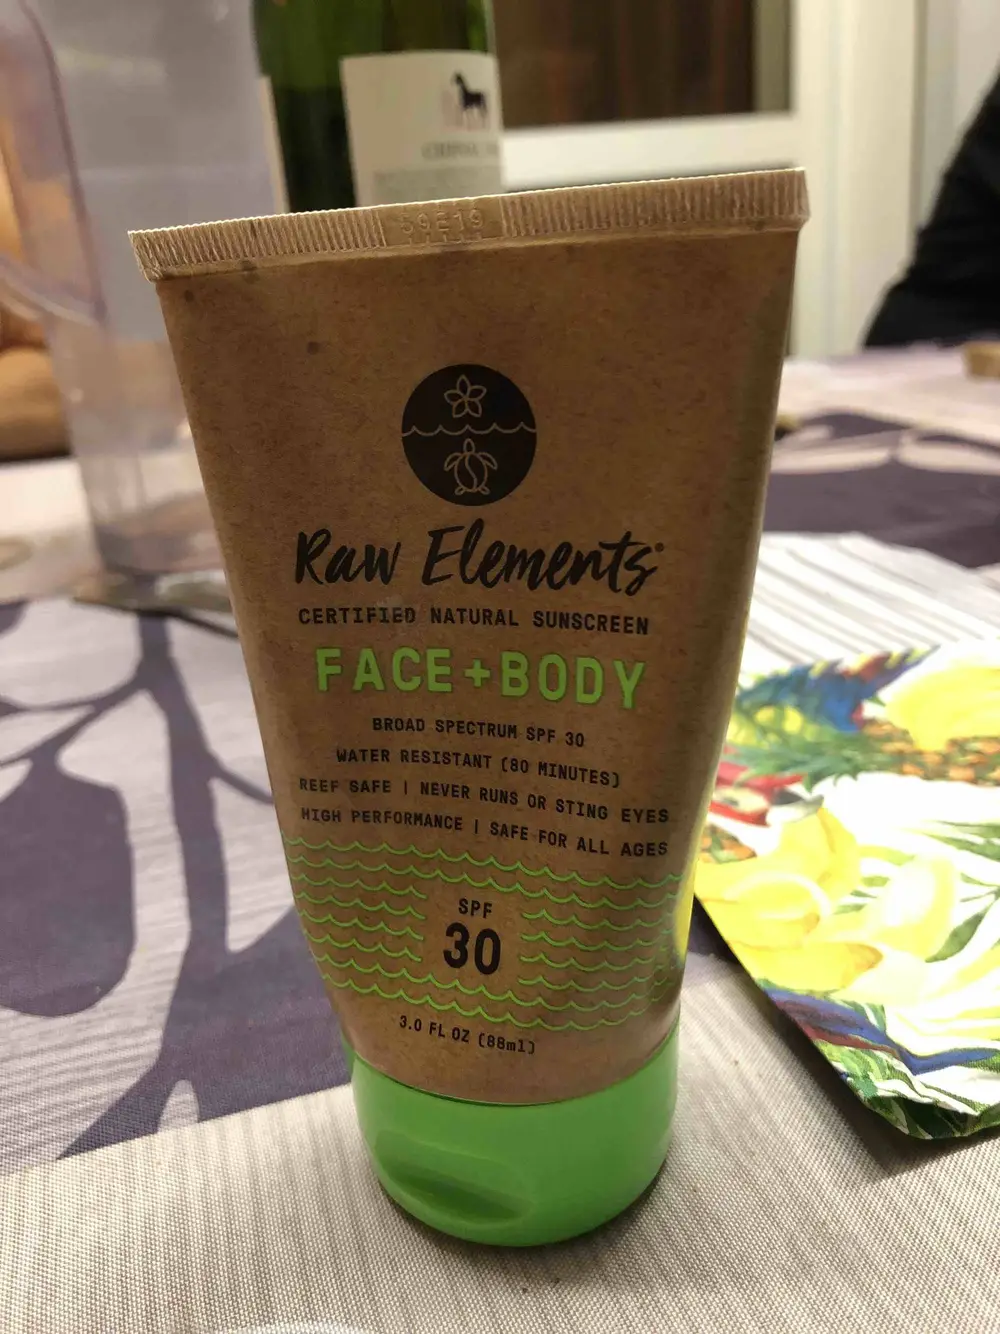 59E19
Raw Elements®
CERTIFIED NATURAL SUNSCREEN
FACE+BODY
BROAD SPECTRUM SPF 30
WATER RESISTANT (80 MINUTES)
REEF SAFE | NEVER RUNS OR STING EYES
HIGH PERFORMANCE | SAFE FOR ALL AGES
SPF
30
3.0 FL OZ (88ml)